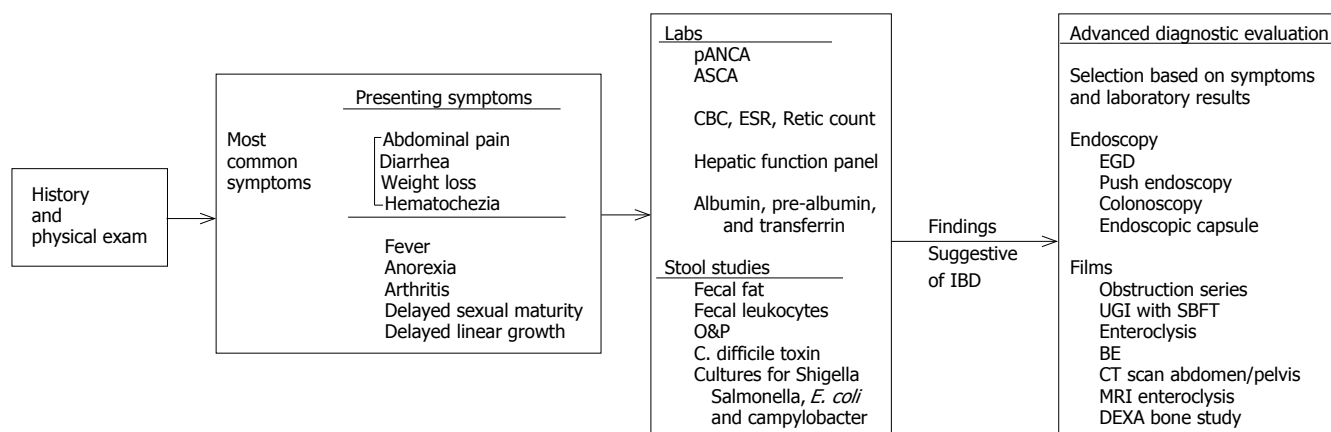 History
and
physical exam
Presenting symptoms
Most
common
symptoms
Abdominal pain
Diarrhea
Weight loss
Hematochezia
Fever
Anorexia
Arthritis
Delayed sexual maturity
Delayed linear growth
Labs
pANCA
ASCA
CBC, ESR, Retic count
Hepatic function panel
Albumin, pre-albumin,
and transferrin
Stool studies
Fecal fat
Fecal leukocytes
O&P
C. difficile toxin
Cultures for Shigella
Salmonella, E. coli
and campylobacter
Findings
Suggestive
of IBD
Advanced diagnostic evaluation
Selection based on symptoms
and laboratory results
Endoscopy
EGD
Push endoscopy
Colonoscopy
Endoscopic capsule
Films
Obstruction series
UGI with SBFT
Enteroclysis
BE
CT scan abdomen/pelvis
MRI enteroclysis
DEXA bone study